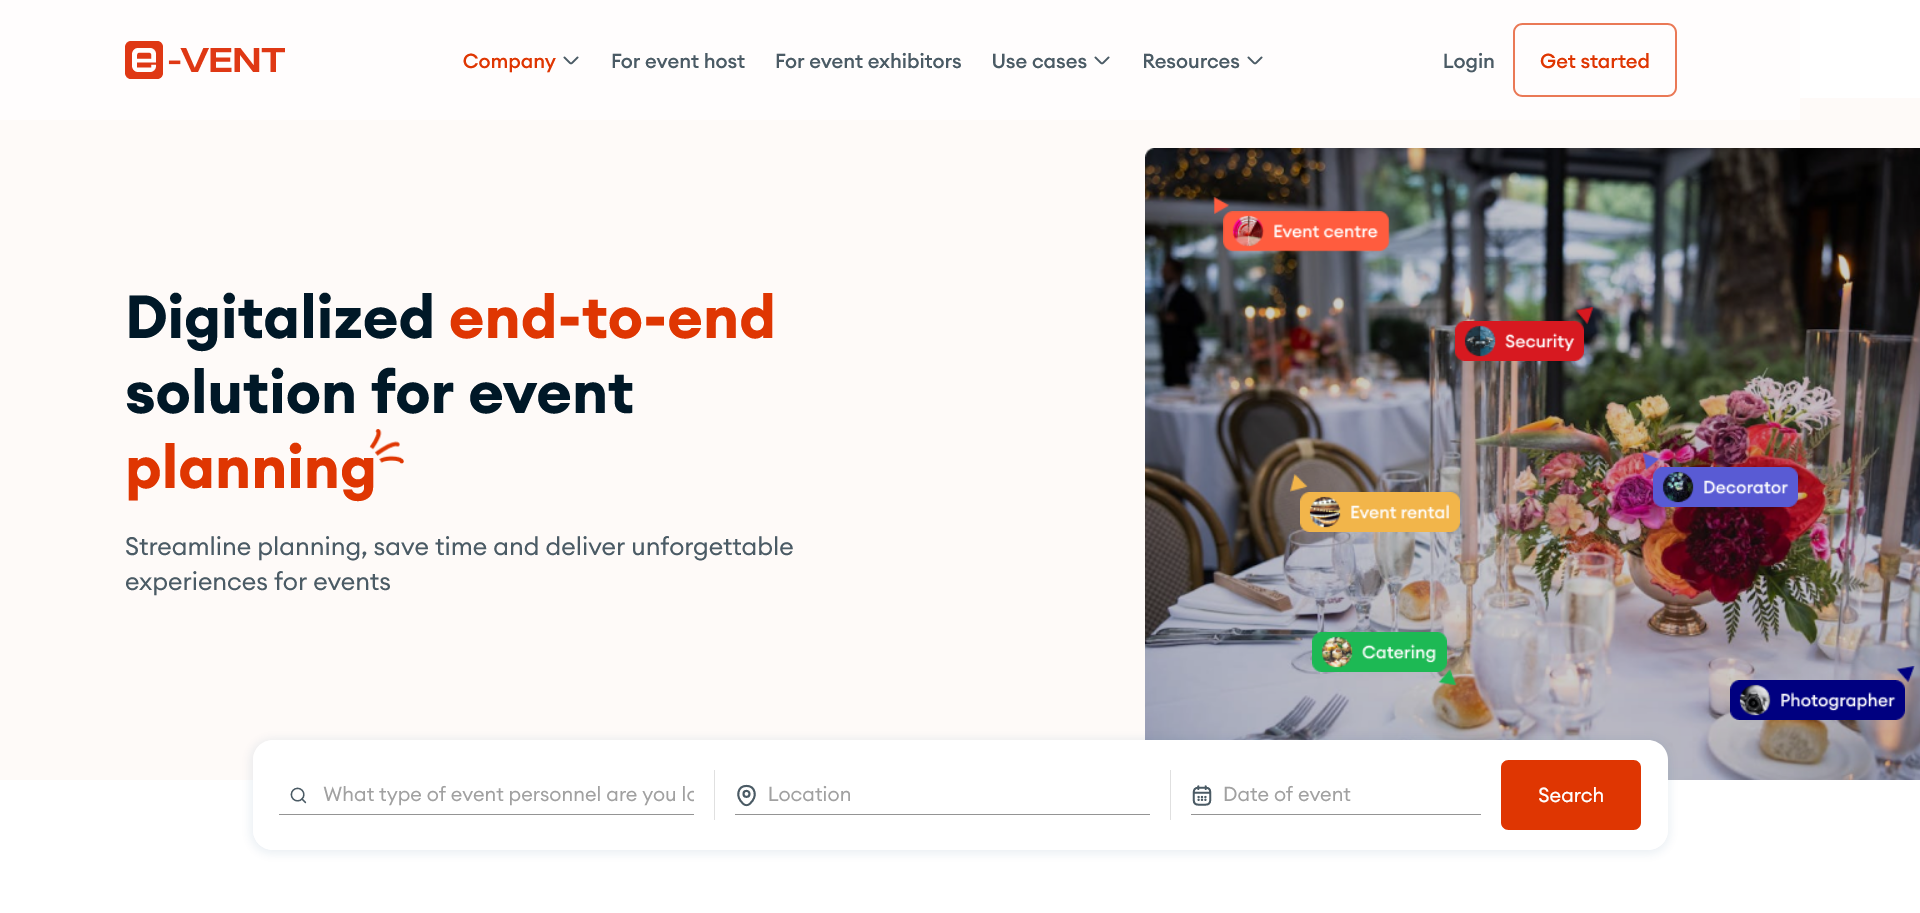 e-VENT
Company
For event host
For event exhibitors
Use cases
Resources
Login
Get started
Digitalized end-to-end
solution for event
planning
Streamline planning, save time and deliver unforgettable
experiences for events
Event centre
Security
Decorator
Event rental
Catering
Photographer
What type of event personnel are you lo
Location
Date of event
Search